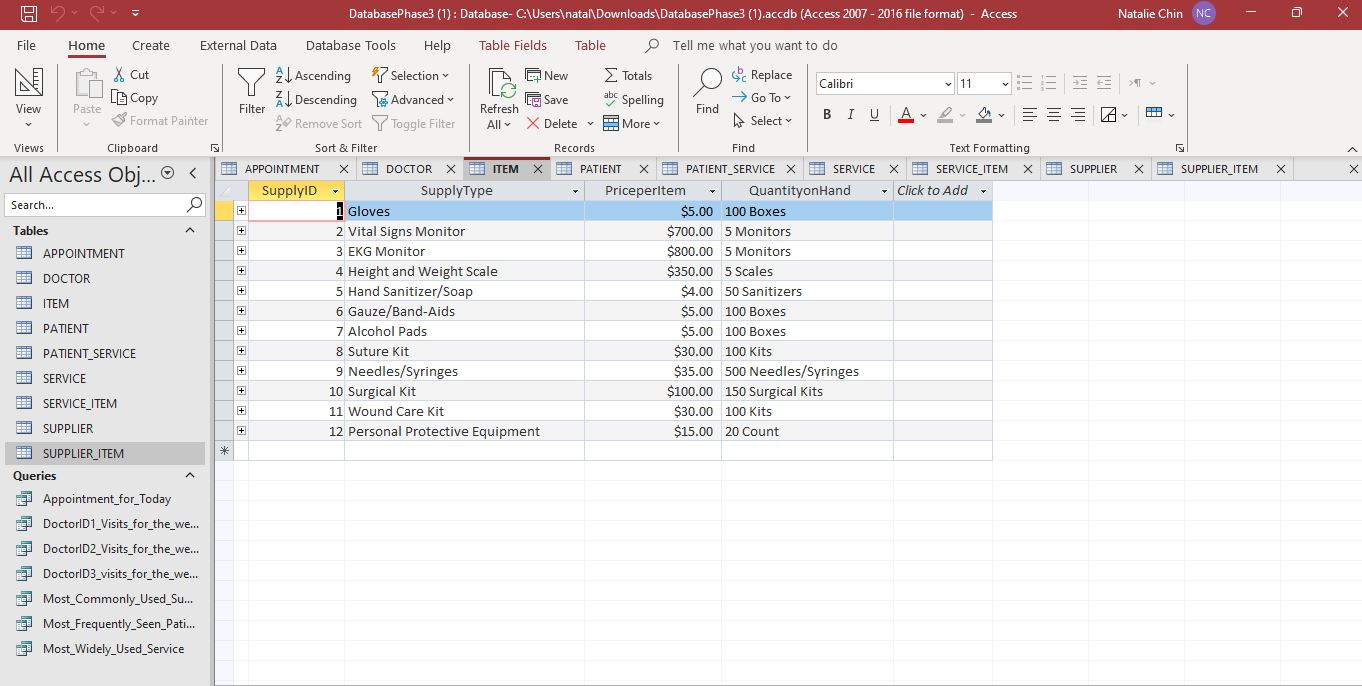 DatabasePhase3 (1) : Database- C:\Users\natal\Downloads\DatabasePhase3 (1).accdb (Access 2007 - 2016 file format) - Access Natalie Chin NC
File Home Create External Data Database Tools Help Table Fields Table Tell me what you want to do
View
Views
Paste
Cut
Copy
Format Painter
Clipboard
Filter
Ascending
Descending
Remove Sort
Selection
Advanced
Toggle Filter
Sort & Filter
Refresh
All
New
Save
Delete
Totals
Spelling
More
Records
Find
Replace
Go To
Select
Find
Calibri 11
B I U A
Text Formatting
All Access Obj...
Search...
Tables
APPOINTMENT
DOCTOR
ITEM
PATIENT
PATIENT_SERVICE
SERVICE
SERVICE_ITEM
SUPPLIER
SUPPLIER_ITEM
Queries
Appointment_for_Today
DoctorID1_Visits_for_the_we...
DoctorID2_Visits_for_the_we...
DoctorID3_visits_for_the_we...
Most_Commonly_Used_Su...
Most_Frequently_Seen_Pati...
Most_Widely_Used_Service
APPOINTMENT DOCTOR ITEM PATIENT PATIENT_SERVICE SERVICE SERVICE_ITEM SUPPLIER SUPPLIER_ITEM
SupplyID SupplyType PriceperItem QuantityonHand Click to Add
1 Gloves $5.00 100 Boxes
2 Vital Signs Monitor $700.00 5 Monitors
3 EKG Monitor $800.00 5 Monitors
4 Height and Weight Scale $350.00 5 Scales
5 Hand Sanitizer/Soap $4.00 50 Sanitizers
6 Gauze/Band-Aids $5.00 100 Boxes
7 Alcohol Pads $5.00 100 Boxes
8 Suture Kit $30.00 100 Kits
9 Needles/Syringes $35.00 500 Needles/Syringes
10 Surgical Kit $100.00 150 Surgical Kits
11 Wound Care Kit $30.00 100 Kits
12 Personal Protective Equipment $15.00 20 Count